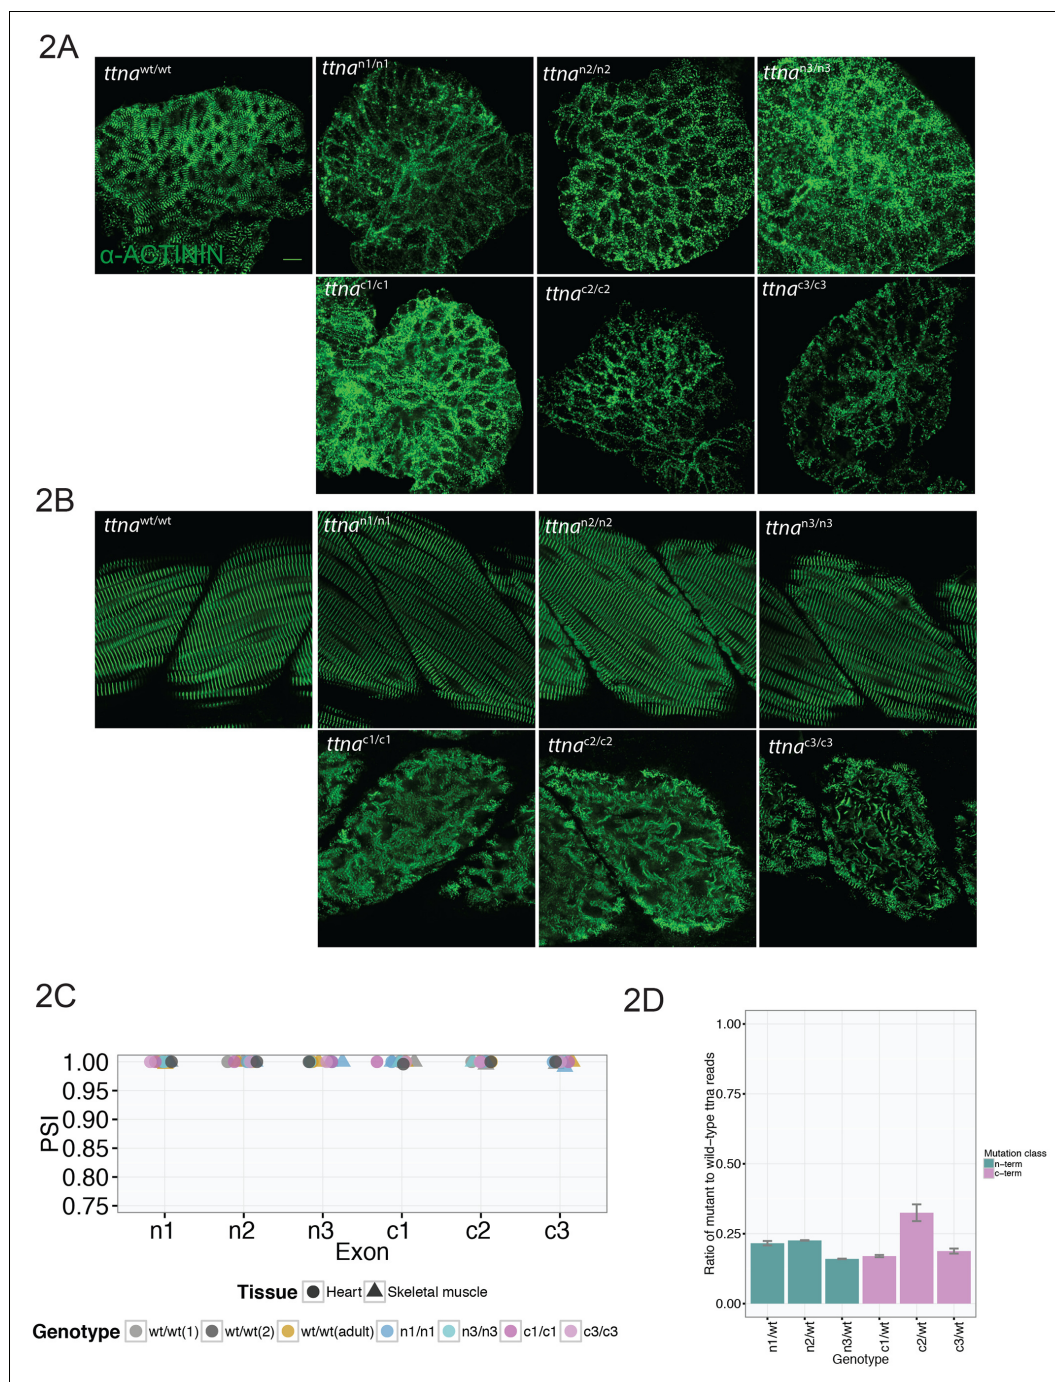 2A
ttna wt/wt
ttna n1/n1
ttna n2/n2
ttna n3/n3
α-ACTININ
ttna c1/c1
ttna c2/c2
ttna c3/c3
2B
ttna wt/wt
ttna n1/n1
ttna n2/n2
ttna n3/n3
ttna c1/c1
ttna c2/c2
ttna c3/c3
2C
PSI
1.00
0.95
0.90
0.85
0.80
0.75
n1 n2 n3 c1 c2 c3
Exon
Tissue Heart Skeletal muscle
Genotype wt/wt(1) wt/wt(2) wt/wt(adult) n1/n1 n3/n3 c1/c1 c3/c3
2D
Ratio of mutant to wild−type ttna reads
1.00
0.75
0.50
0.25
0.00
n1/wt n2/wt n3/wt c1/wt c2/wt c3/wt
Genotype
Mutation class
n−term
c−term